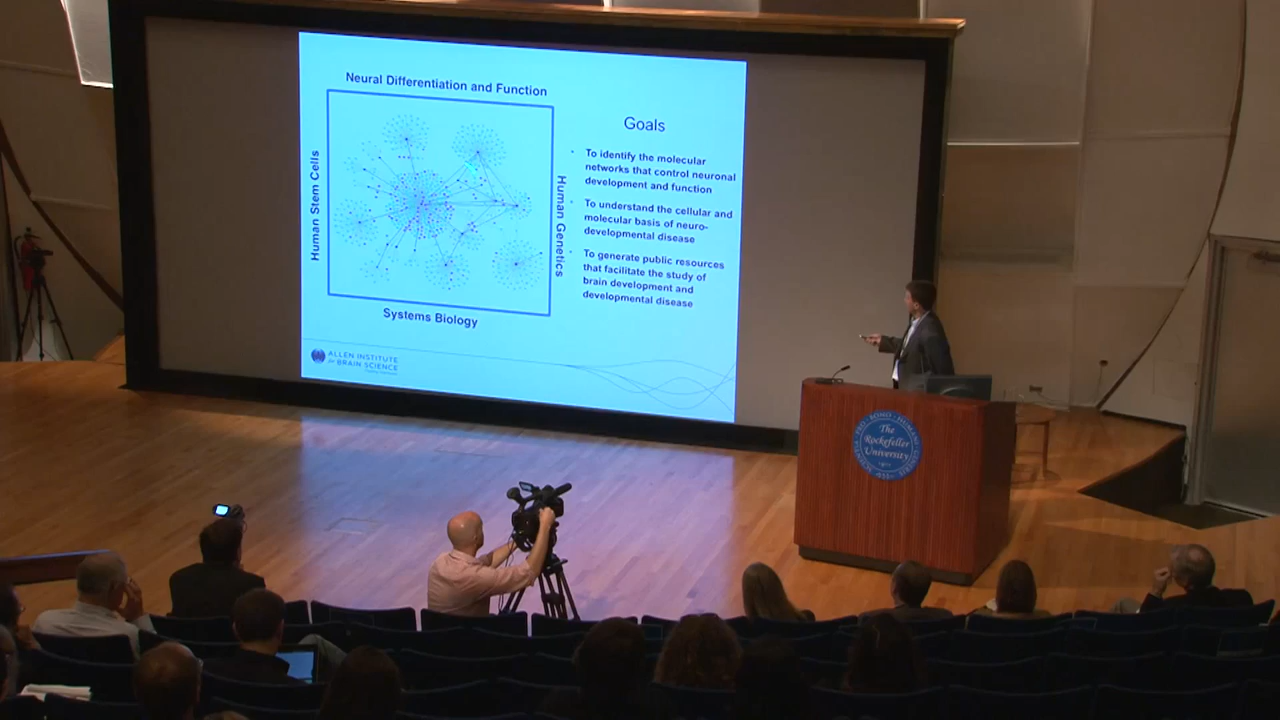 Neural Differentiation and Function
Human Stem Cells
Human Genetics
Systems Biology
Goals
To identify the molecular
networks that control neuronal
development and function
To understand the cellular and
molecular basis of neuro-
developmental disease
To generate public resources
that facilitate the study of
brain development and
developmental disease
ALLEN INSTITUTE
for BRAIN SCIENCE
The
Rockefeller
University